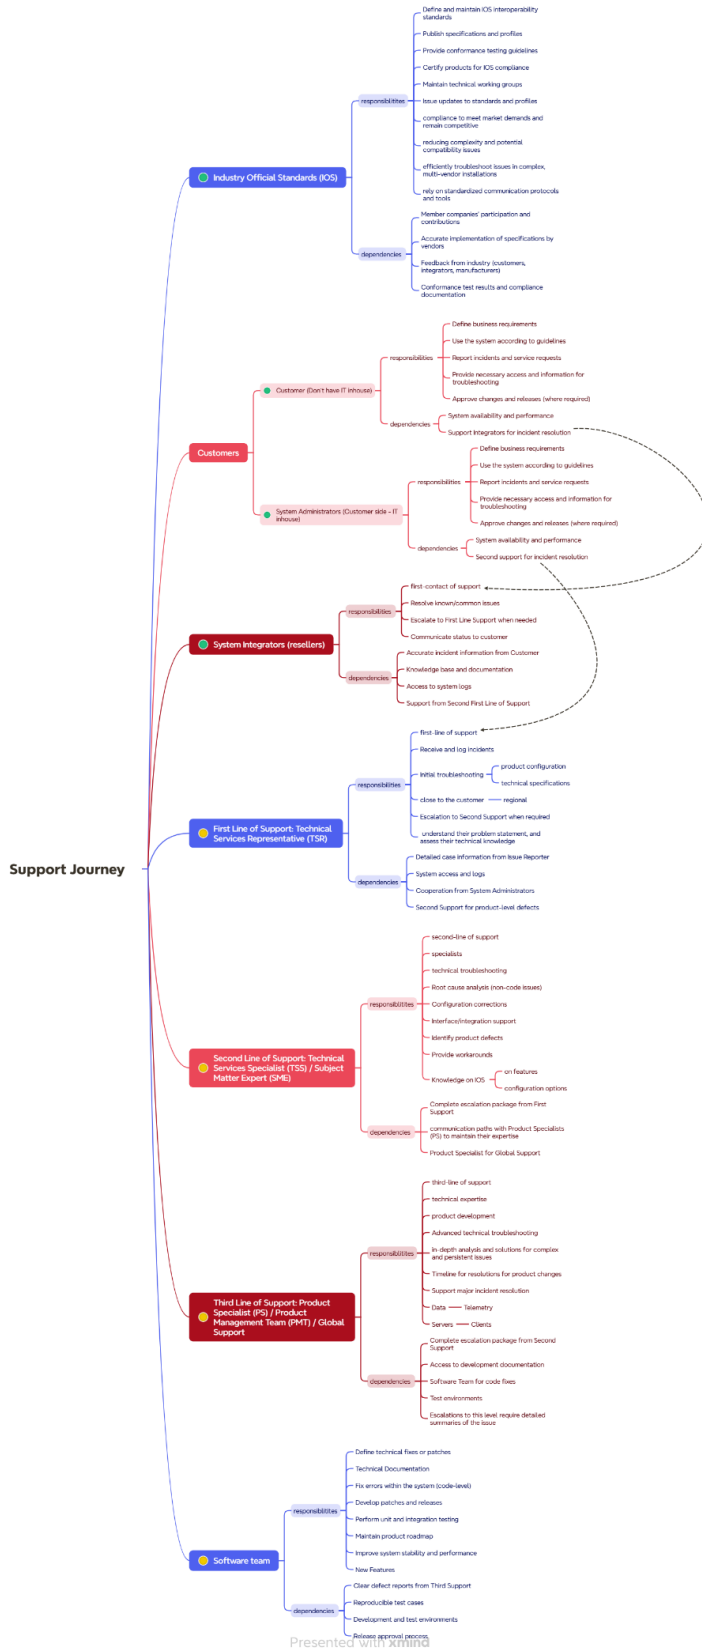 Define and maintain IOS interoperability
standards
Publish specifications and profiles
Provide conformance testing guidelines
Certify products for IOS compliance
Maintain technical working groups
responsiblitites
Issue updates to standards and profiles
compliance to meet market demands and
remain competitive
reducing complexity and potential
compatibility issues
efficiently troubleshoot issues in complex,
multi-vendor installations
Industry Official Standards (IOS)
rely on standardized communication protocols
and tools
Member companies' participation and
contributions
Accurate implementation of specifications by
vendors
dependencies
Feedback from industry (customers,
integrators, manufacturers)
Conformance test results and compliance
documentation
Define business requirements
Use the system according to guidelines
responsibilities
Report incidents and service requests
Provide necessary access and information for
troubleshooting
Customer (Don't have IT inhouse)
Approve changes and releases (where required)
System availability and performance
dependencies
Support Integrators for incident resolution
Customers
Define business requirements
Use the system according to guidelines
responsibilities
Report incidents and service requests
Provide necessary access and information for
troubleshooting
System Administrators (Customer side - IT
inhouse)
Approve changes and releases (where required)
System availability and performance
dependencies
Second support for incident resolution
first-contact of support
Resolve known/common issues
responsibilities
Escalate to First Line Support when needed
Communicate status to customer
System Integrators (resellers)
Accurate incident information from Customer
Knowledge base and documentation
dependencies
Access to system logs
Support from Second First Line of Support
first-line of support
Receive and log incidents
product configuration
Initial troubleshooting
technical specifications
responsibilities
close to the customer
regional
Escalation to Second Support when required
First Line of Support: Technical
Services Representative (TSR)
understand their problem statement, and
assess their technical knowledge
Detailed case information from Issue Reporter
System access and logs
dependencies
Cooperation from System Administrators
Second Support for product-level defects
Support Journey
second-line of support
specialists
technical troubleshooting
Root cause analysis (non-code issues)
responsiblitites
Configuration corrections
Interface/integration support
Identify product defects
Provide workarounds
Second Line of Support: Technical
Services Specialist (TSS) / Subject
Matter Expert (SME)
on features
Knowledge on IOS
configuration options
Complete escalation package from First
Support
dependencies
communication paths with Product Specialists
(PS) to maintain their expertise
Product Specialist for Global Support
third-line of support
technical expertise
product development
Advanced technical troubleshooting
responsiblitites
in-depth analysis and solutions for complex
and persistent issues
Timeline for resolutions for product changes
Support major incident resolution
Data
Telemetry
Servers
Clients
Third Line of Support: Product
Specialist (PS) / Product
Management Team (PMT) / Global
Support
Complete escalation package from Second
Support
Access to development documentation
dependencies
Software Team for code fixes
Test environments
Escalations to this level require detailed
summaries of the issue
Define technical fixes or patches
Technical Documentation
Fix errors within the system (code-level)
Develop patches and releases
responsiblitites
Perform unit and integration testing
Maintain product roadmap
Improve system stability and performance
New Features
Software team
Clear defect reports from Third Support
Reproducible test cases
dependencies
Development and test environments
Release approval process
Presented with xmind